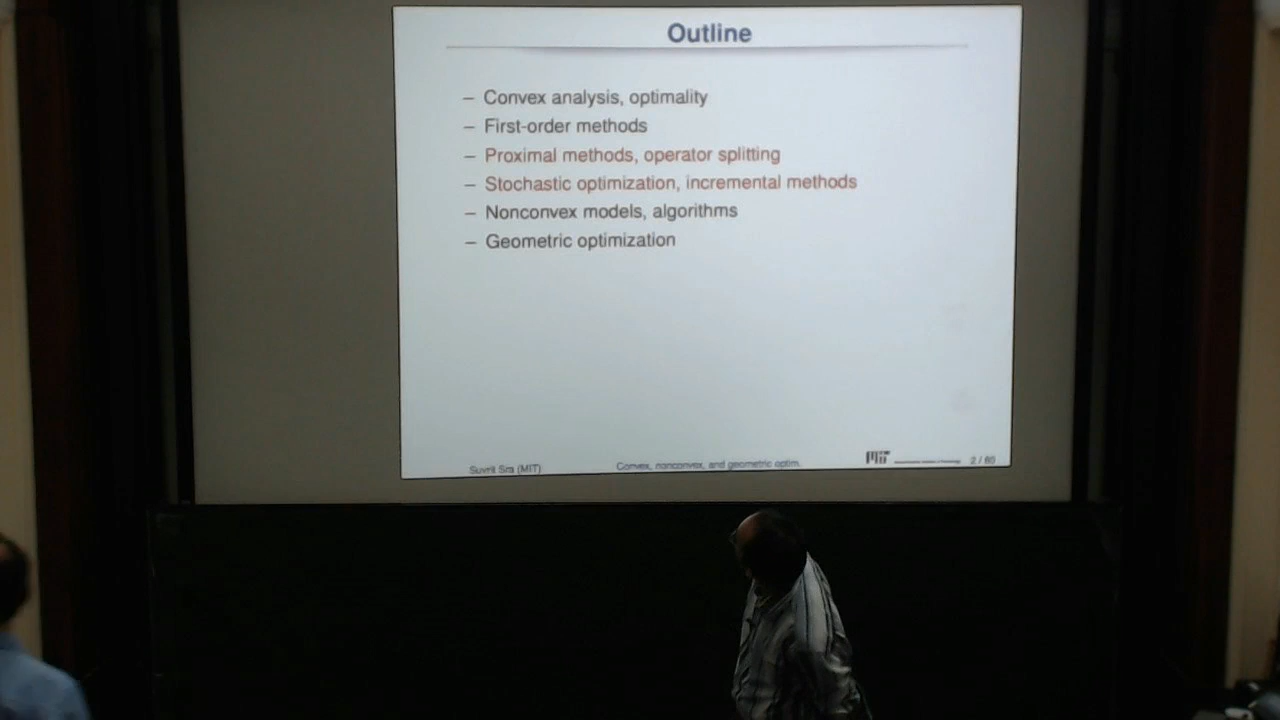 Outline
– Convex analysis, optimality
– First-order methods
– Proximal methods, operator splitting
– Stochastic optimization, incremental methods
– Nonconvex models, algorithms
– Geometric optimization
Suvrit Sra (MIT)
Convex, nonconvex, and geometric optim.
MIT
2 / 60